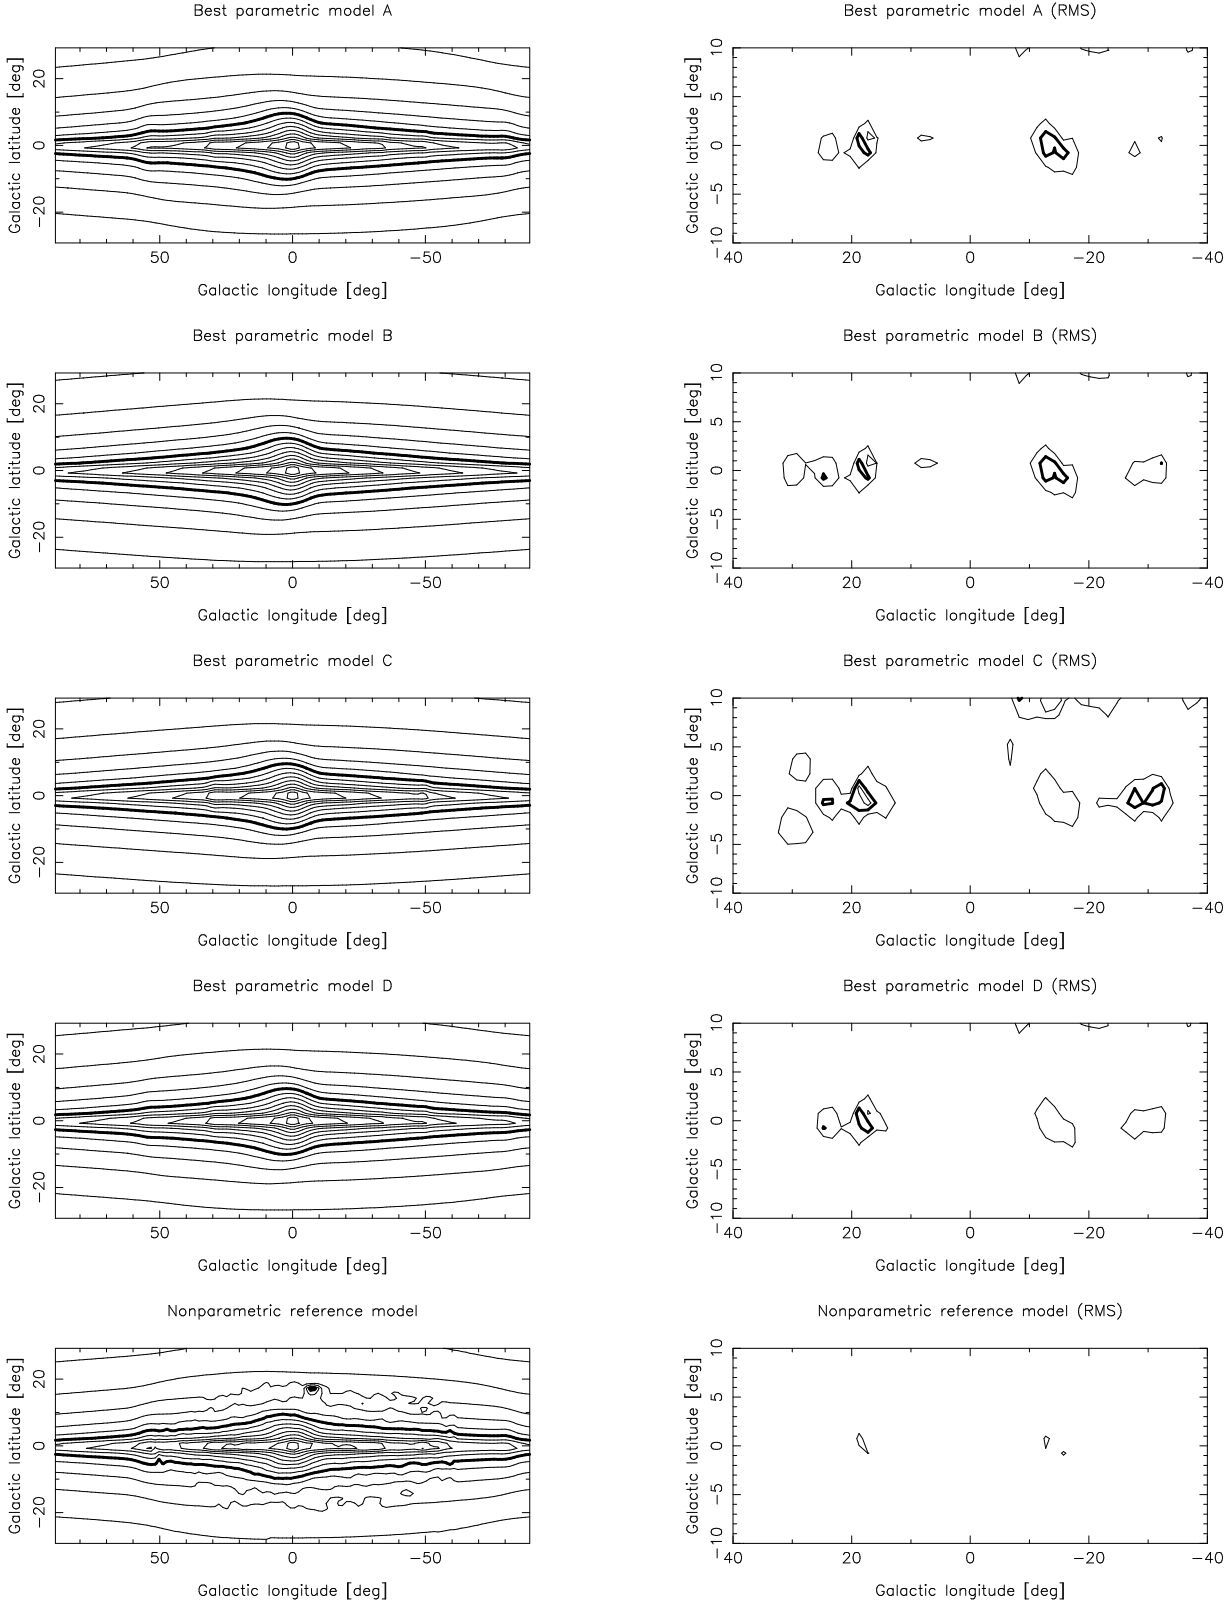 Best parametric model A
Galactic latitude [deg]
20
0
−20
50
0
−50
Galactic longitude [deg]
Best parametric model A (RMS)
Galactic latitude [deg]
10
5
0
−5
−10
40
20
0
−20
−40
Galactic longitude [deg]
Best parametric model B
Galactic latitude [deg]
20
0
−20
50
0
−50
Galactic longitude [deg]
Best parametric model B (RMS)
Galactic latitude [deg]
10
5
0
−5
−10
40
20
0
−20
−40
Galactic longitude [deg]
Best parametric model C
Galactic latitude [deg]
20
0
−20
50
0
−50
Galactic longitude [deg]
Best parametric model C (RMS)
Galactic latitude [deg]
10
5
0
−5
−10
40
20
0
−20
−40
Galactic longitude [deg]
Best parametric model D
Galactic latitude [deg]
20
0
−20
50
0
−50
Galactic longitude [deg]
Best parametric model D (RMS)
Galactic latitude [deg]
10
5
0
−5
−10
40
20
0
−20
−40
Galactic longitude [deg]
Nonparametric reference model
Galactic latitude [deg]
20
0
−20
50
0
−50
Galactic longitude [deg]
Nonparametric reference model (RMS)
Galactic latitude [deg]
10
5
0
−5
−10
40
20
0
−20
−40
Galactic longitude [deg]